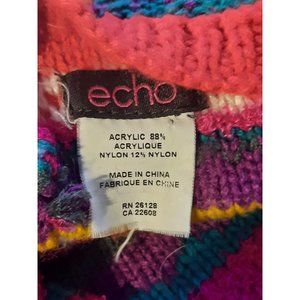 echo
ACRYLIC 88%
ACRYLIQUE
NYLON 12% NYLON
MADE IN CHINA
FABRIQUE EN CHINE
RN 26128
CA 22608